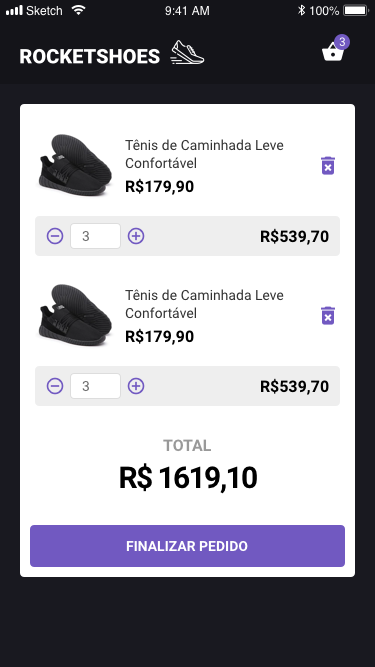 Sketch 9:41 AM 100%
ROCKETSHOES 3
Tênis de Caminhada Leve
Confortável
R$179,90
3 R$539,70
Tênis de Caminhada Leve
Confortável
R$179,90
3 R$539,70
TOTAL
R$ 1619,10
FINALIZAR PEDIDO